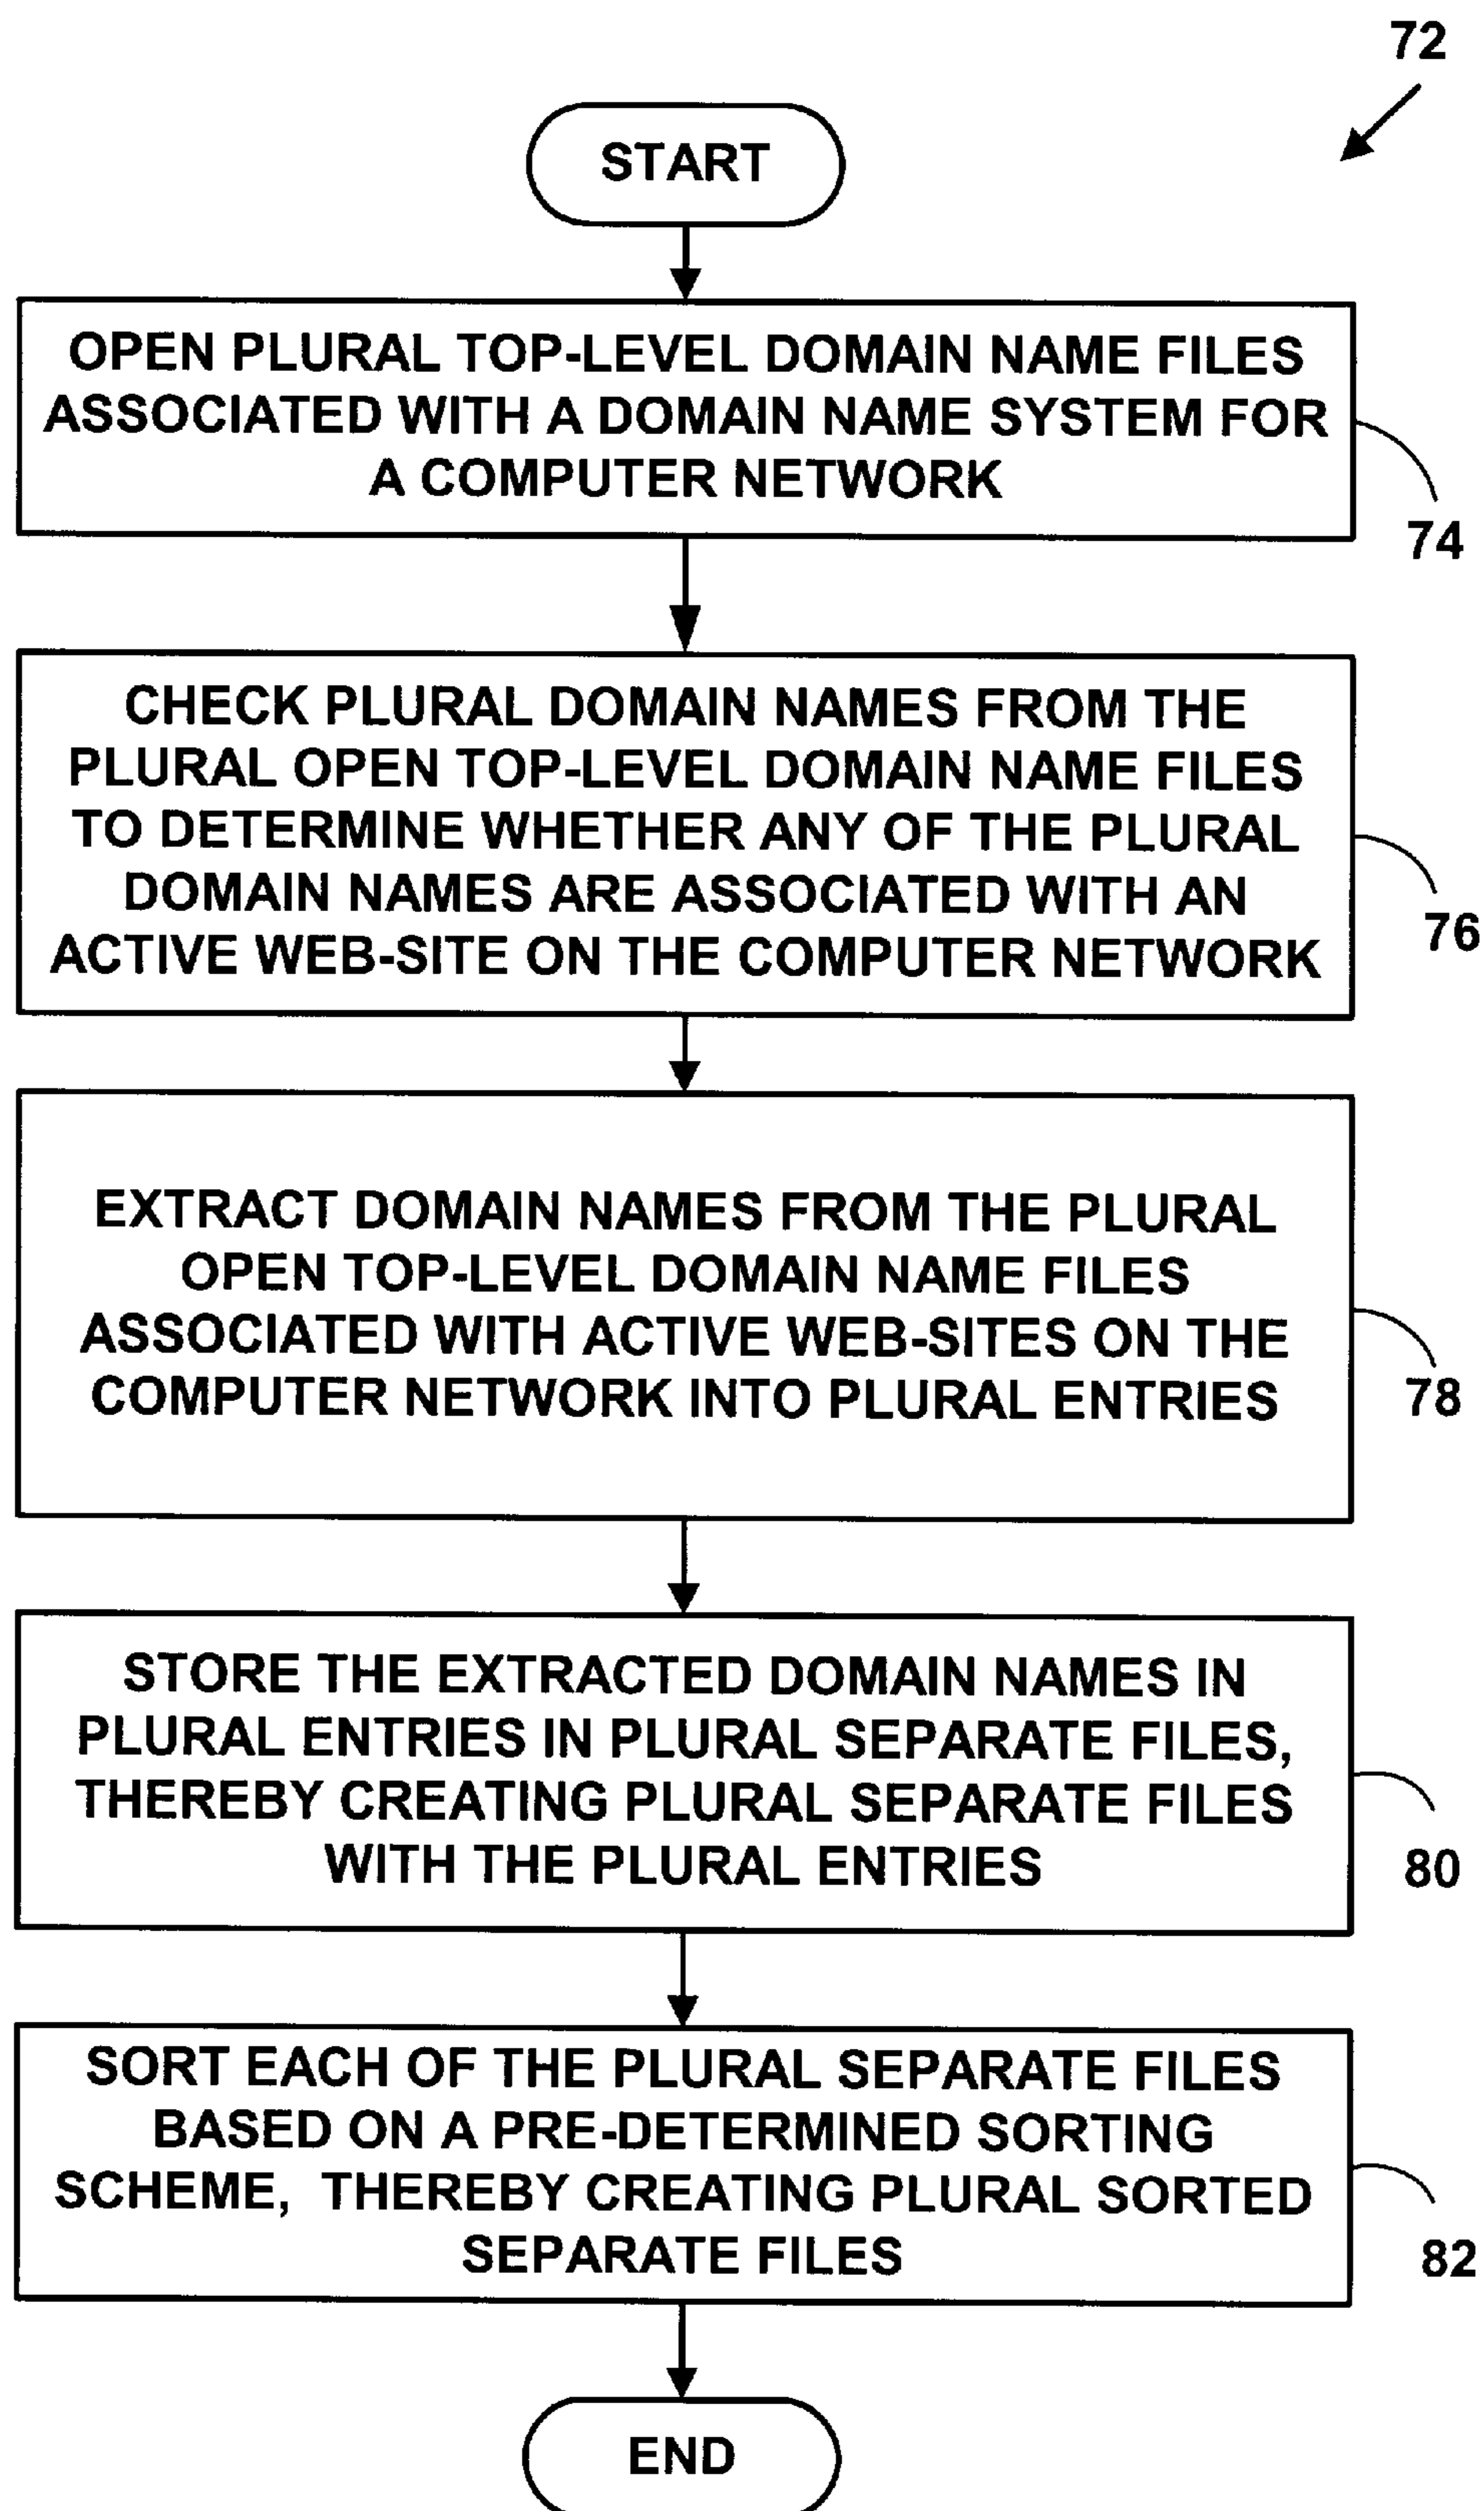 72
START
OPEN PLURAL TOP-LEVEL DOMAIN NAME FILES
ASSOCIATED WITH A DOMAIN NAME SYSTEM FOR
A COMPUTER NETWORK
74
CHECK PLURAL DOMAIN NAMES FROM THE
PLURAL OPEN TOP-LEVEL DOMAIN NAME FILES
TO DETERMINE WHETHER ANY OF THE PLURAL
DOMAIN NAMES ARE ASSOCIATED WITH AN
ACTIVE WEB-SITE ON THE COMPUTER NETWORK
76
EXTRACT DOMAIN NAMES FROM THE PLURAL
OPEN TOP-LEVEL DOMAIN NAME FILES
ASSOCIATED WITH ACTIVE WEB-SITES ON THE
COMPUTER NETWORK INTO PLURAL ENTRIES
78
STORE THE EXTRACTED DOMAIN NAMES IN
PLURAL ENTRIES IN PLURAL SEPARATE FILES,
THEREBY CREATING PLURAL SEPARATE FILES
WITH THE PLURAL ENTRIES
80
SORT EACH OF THE PLURAL SEPARATE FILES
BASED ON A PRE-DETERMINED SORTING
SCHEME, THEREBY CREATING PLURAL SORTED
SEPARATE FILES
82
END